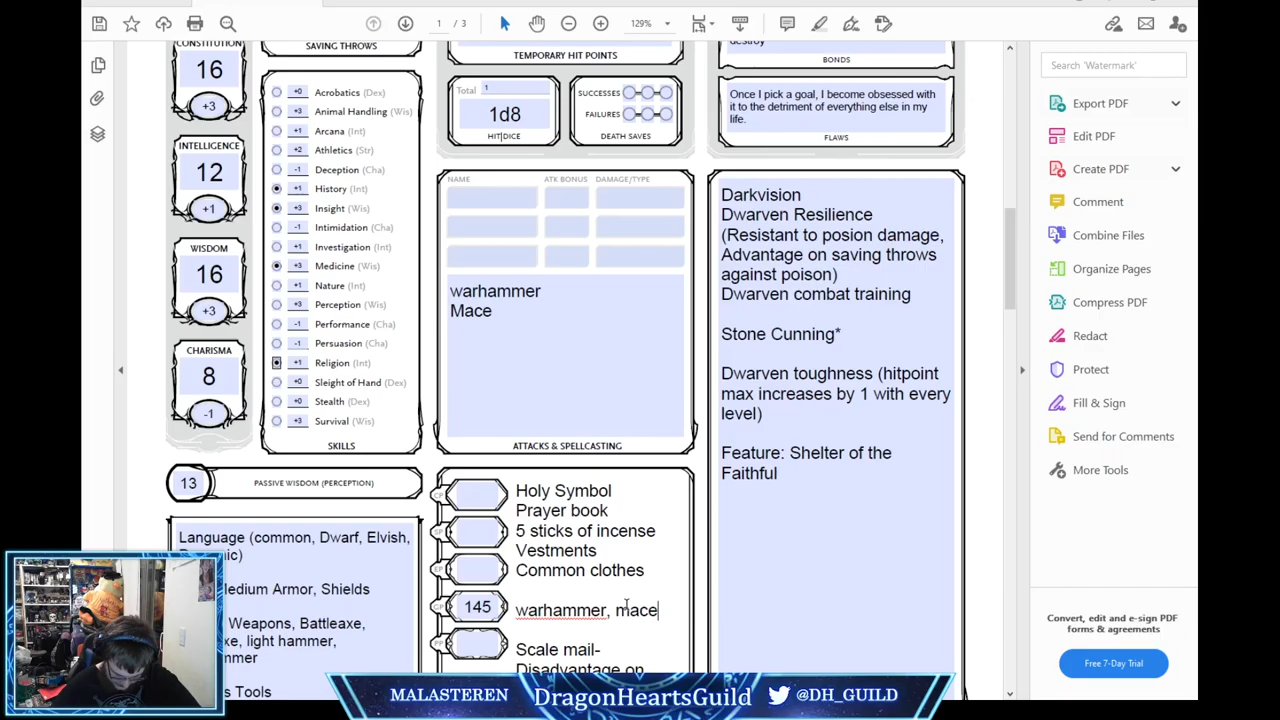 1 / 3
129%
Search 'Watermark'
CONSTITUTION
16
+3
INTELLIGENCE
12
+1
WISDOM
16
+3
CHARISMA
8
-1
SAVING THROWS
+0 Acrobatics (Dex)
+3 Animal Handling (Wis)
+1 Arcana (Int)
+2 Athletics (Str)
-1 Deception (Cha)
+1 History (Int)
+3 Insight (Wis)
-1 Intimidation (Cha)
+1 Investigation (Int)
+3 Medicine (Wis)
+1 Nature (Int)
+3 Perception (Wis)
-1 Performance (Cha)
-1 Persuasion (Cha)
+1 Religion (Int)
+0 Sleight of Hand (Dex)
+0 Stealth (Dex)
+3 Survival (Wis)
SKILLS
13
PASSIVE WISDOM (PERCEPTION)
Language (common, Dwarf, Elvish,
Medium Armor, Shields
Weapons, Battleaxe,
light hammer,
Tools
TEMPORARY HIT POINTS
Total 1
1d8
HIT DICE
SUCCESSES
FAILURES
DEATH SAVES
NAME ATK BONUS DAMAGE/TYPE
warhammer
Mace
ATTACKS & SPELLCASTING
CP
SP
EP
GP 145
PP
Holy Symbol
Prayer book
5 sticks of incense
Vestments
Common clothes
warhammer, mace
Scale mail-
Disadvantage on
destroy
BONDS
Once I pick a goal, I become obsessed with
it to the detriment of everything else in my
life.
FLAWS
Darkvision
Dwarven Resilience
(Resistant to posion damage,
Advantage on saving throws
against poison)
Dwarven combat training
Stone Cunning*
Dwarven toughness (hitpoint
max increases by 1 with every
level)
Feature: Shelter of the
Faithful
Export PDF
Edit PDF
Create PDF
Comment
Combine Files
Organize Pages
Compress PDF
Redact
Protect
Fill & Sign
Send for Comments
More Tools
Convert, edit and e-sign PDF
forms & agreements
Free 7-Day Trial
MALASTEREN DragonHeartsGuild @DH_GUILD